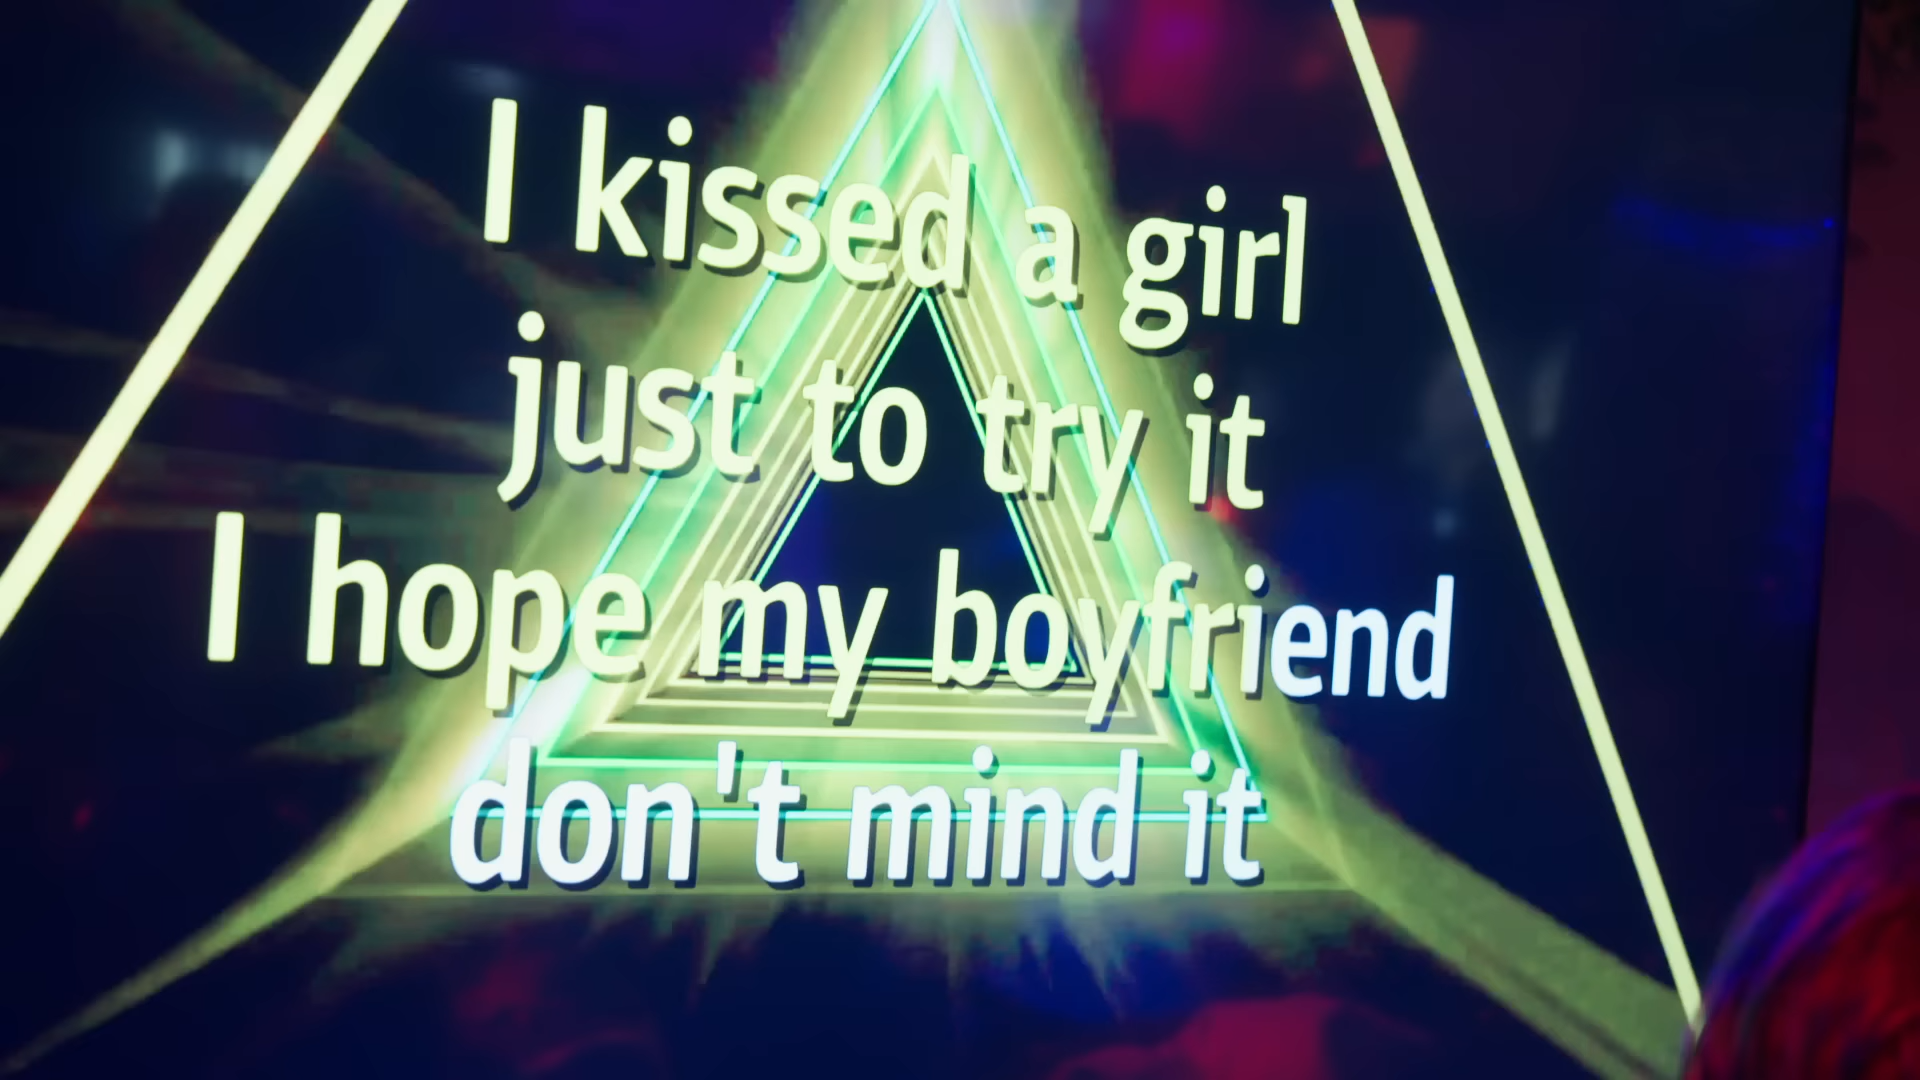 I kissed a girl
just to try it
I hope my boyfriend
don't mind it